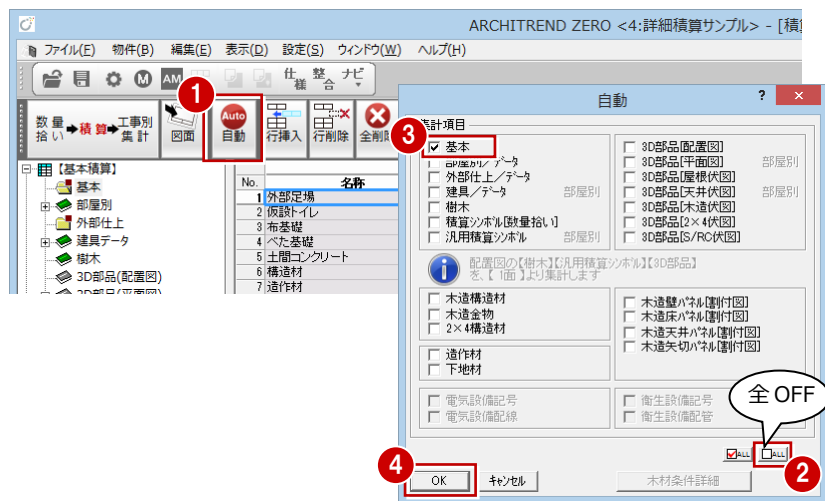 ARCHITREND ZERO <4:詳細積算サンプル> - [積
ファイル(F) 物件(B) 編集(E) 表示(D) 設定(S) ウィンドウ(W) ヘルプ(H)
M AM 仕様 整合 ナビ
1
数量拾い ➡ 積算 ➡ 工事別集計 図面 Auto 自動 行挿入 行削除 全削
【基本積算】
基本
部屋別
外部仕上
建具データ
樹木
3D部品(配置図)
No. 名称
1 外部足場
2 仮設トイレ
3 布基礎
4 べた基礎
5 土間コンクリート
6 構造材
7 造作材
自動 ? ×
集計項目
3
基本
部屋別/データ
外部仕上/データ
建具/データ 部屋別
樹木
積算シンボル[数量拾い]
汎用積算シンボル 部屋別
3D部品[配置図]
3D部品[平面図] 部屋別
3D部品[屋根伏図]
3D部品[天井伏図] 部屋別
3D部品[木造伏図]
3D部品[2×4伏図]
3D部品[S/RC伏図]
配置図の【樹木】【汎用積算シンボル】【3D部品】
を、【 1面 】より集計します
木造構造材
木造金物
2×4構造材
造作材
下地材
木造壁パネル[割付図]
木造床パネル[割付図]
木造天井パネル[割付図]
木造矢切パネル[割付図]
電気設備記号
電気設備配線
衛生設備記号
衛生設備配管
全OFF
ALL ALL
2
4
OK キャンセル 木材条件詳細